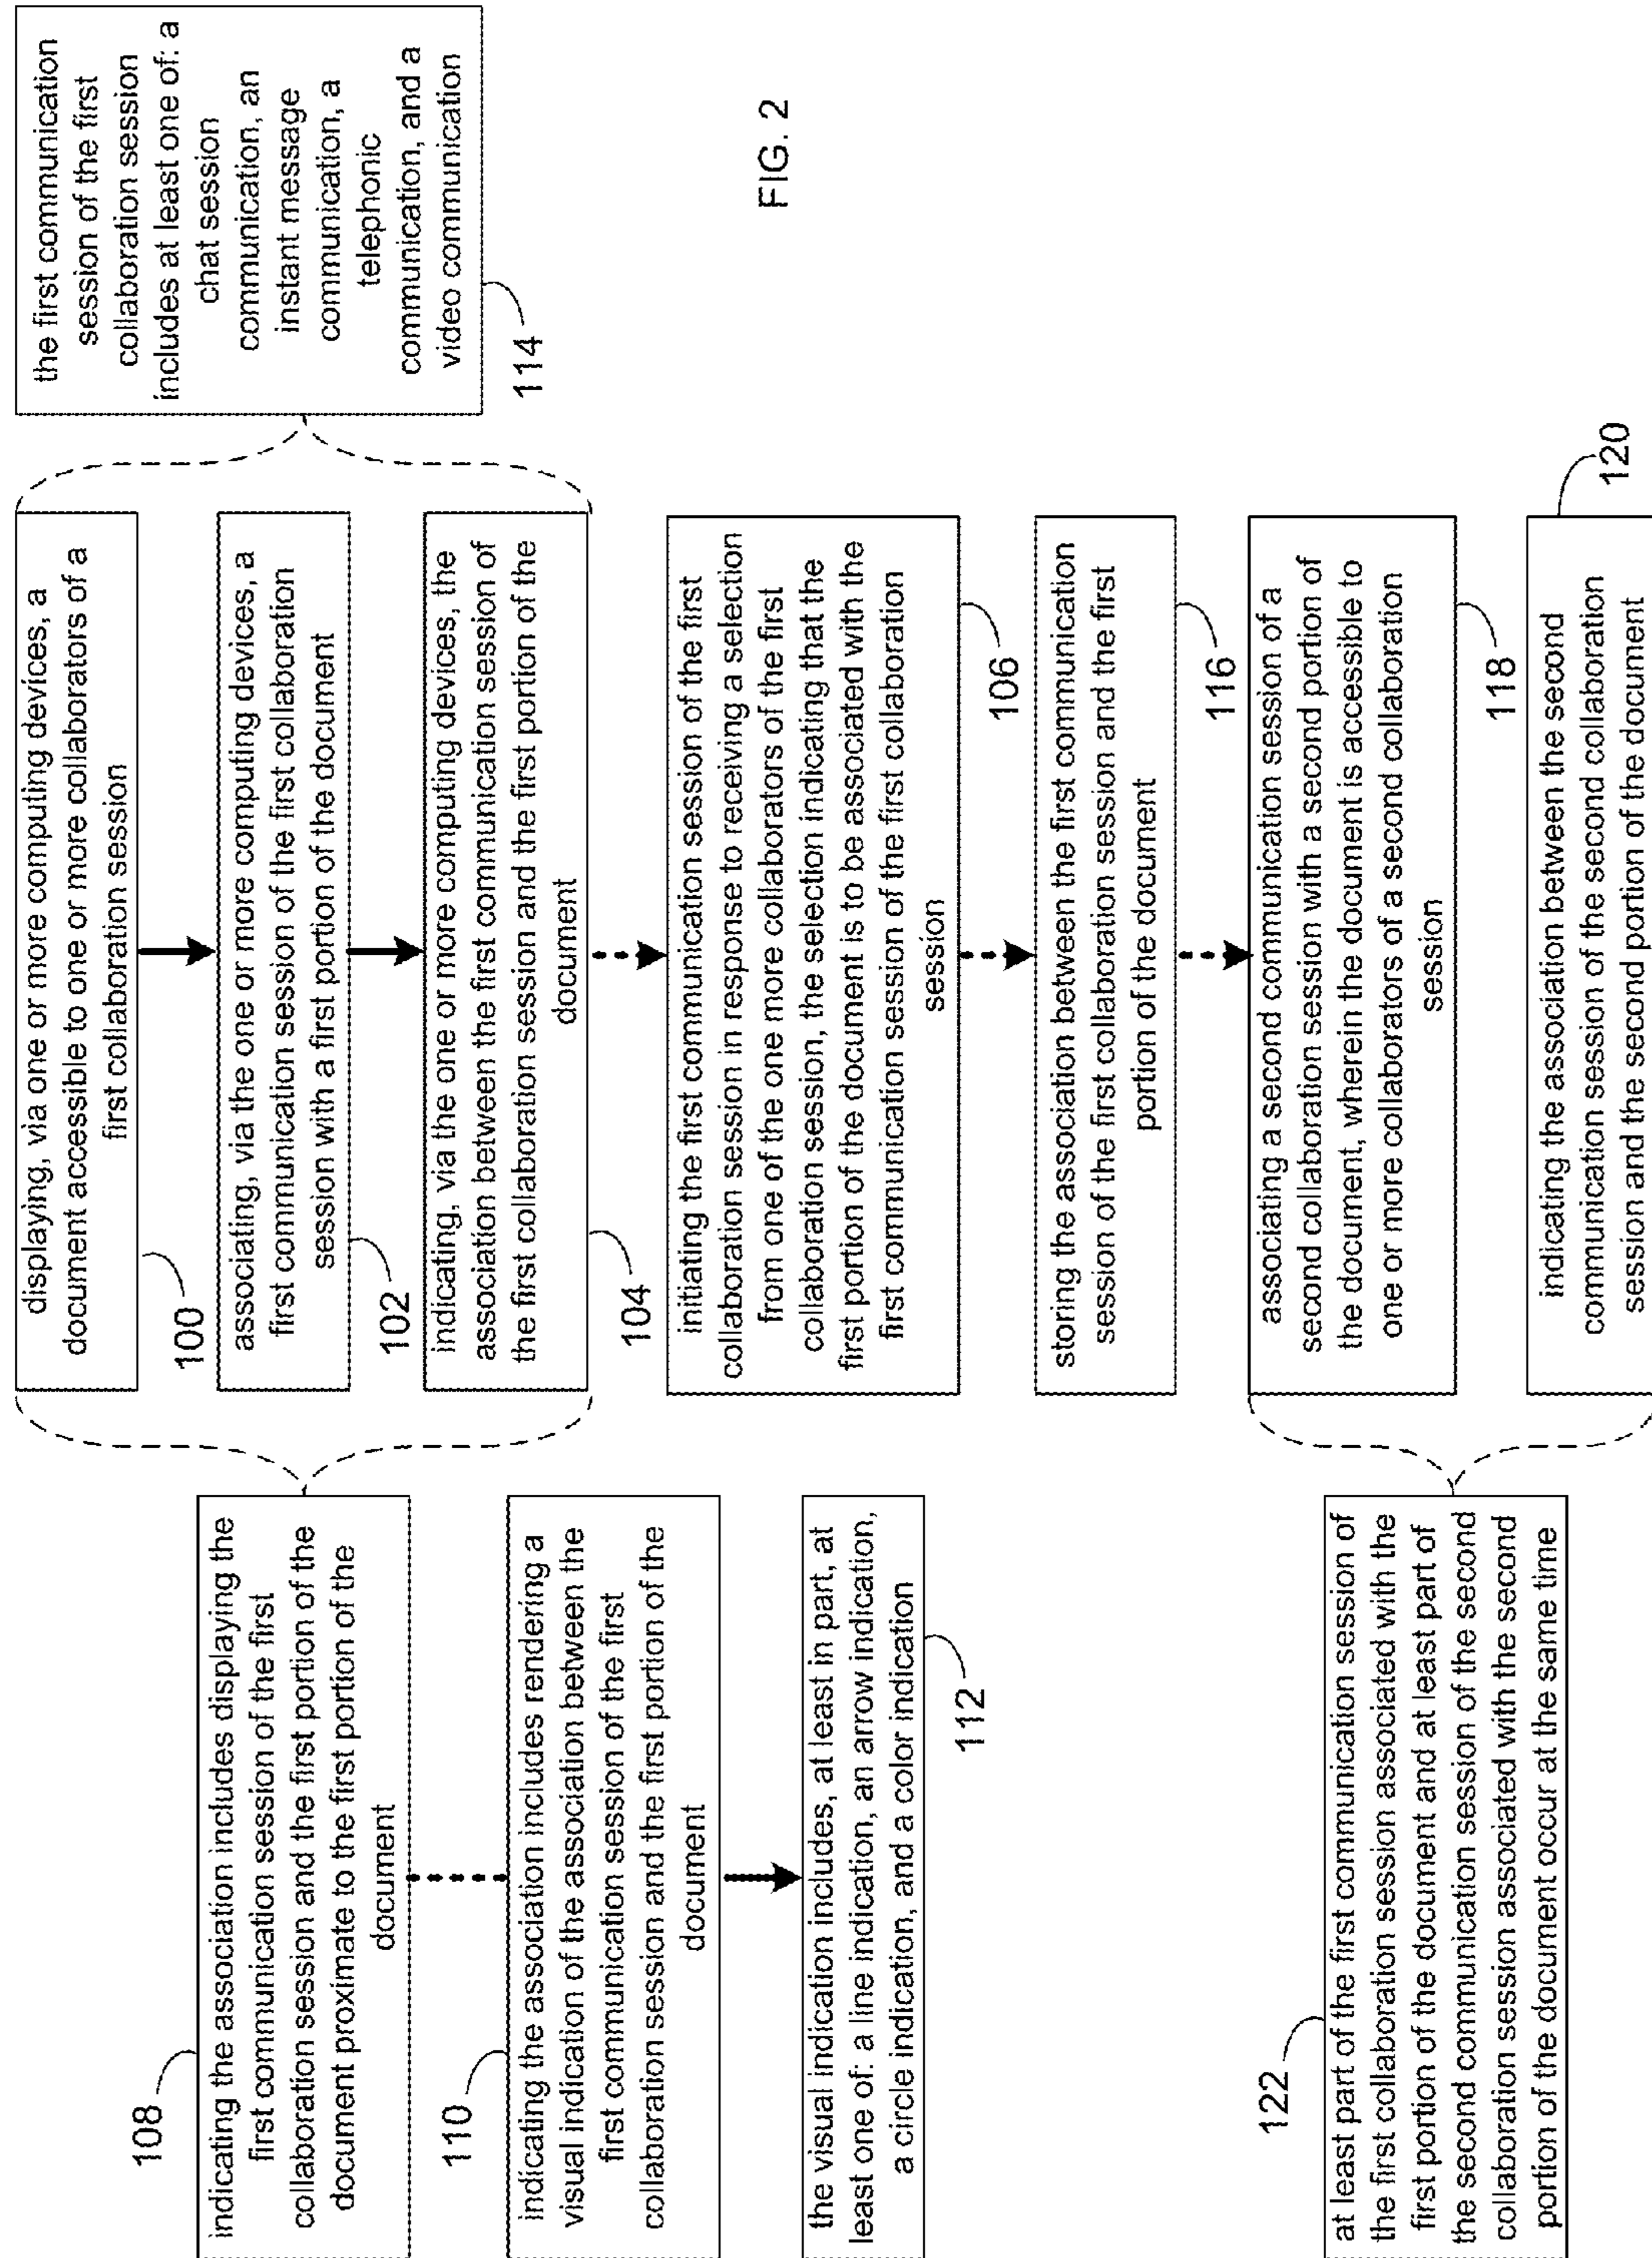 displaying, via one or more computing devices, a
document accessible to one or more collaborators of a
first collaboration session
100
associating, via the one or more computing devices, a
first communication session of the first collaboration
session with a first portion of the document
102
indicating, via the one or more computing devices, the
association between the first communication session of
the first collaboration session and the first portion of the
document
104
initiating the first communication session of the first
collaboration session in response to receiving a selection
from one of the one more collaborators of the first
collaboration session, the selection indicating that the
first portion of the document is to be associated with the
first communication session of the first collaboration
session
106
storing the association between the first communication
session of the first collaboration session and the first
portion of the document
116
associating a second communication session of a
second collaboration session with a second portion of
the document, wherein the document is accessible to
one or more collaborators of a second collaboration
session
118
indicating the association between the second
communication session of the second collaboration
session and the second portion of the document
120
108
indicating the association includes displaying the
first communication session of the first
collaboration session and the first portion of the
document proximate to the first portion of the
document
110
indicating the association includes rendering a
visual indication of the association between the
first communication session of the first
collaboration session and the first portion of the
document
the visual indication includes, at least in part, at
least one of: a line indication, an arrow indication,
a circle indication, and a color indication
112
122
at least part of the first communication session of
the first collaboration session associated with the
first portion of the document and at least part of
the second communication session of the second
collaboration session associated with the second
portion of the document occur at the same time
the first communication
session of the first
collaboration session
includes at least one of: a
chat session
communication, an
instant message
communication, a
telephonic
communication, and a
video communication
114
FIG. 2